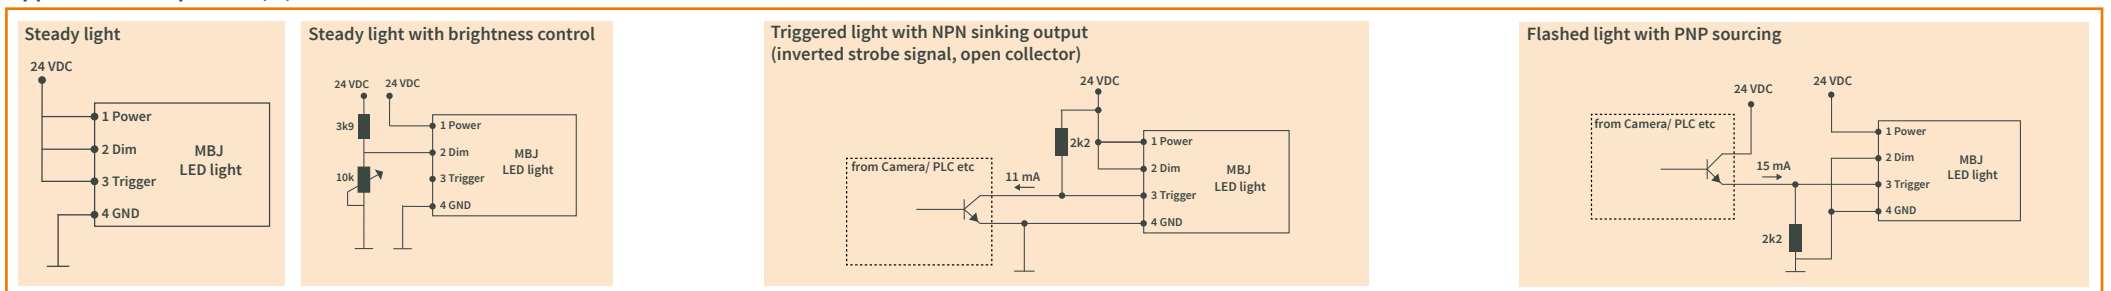 Steady light
24 VDC
1 Power
2 Dim
3 Trigger
4 GND
MBJ
LED light
Steady light with brightness control
24 VDC
24 VDC
3k9
10k
1 Power
2 Dim
3 Trigger
4 GND
MBJ
LED light
Triggered light with NPN sinking output
(inverted strobe signal, open collector)
24 VDC
2k2
from Camera/ PLC etc
11 mA
1 Power
2 Dim
3 Trigger
4 GND
MBJ
LED light
Flashed light with PNP sourcing
24 VDC
24 VDC
from Camera/ PLC etc
15 mA
2k2
1 Power
2 Dim
3 Trigger
4 GND
MBJ
LED light